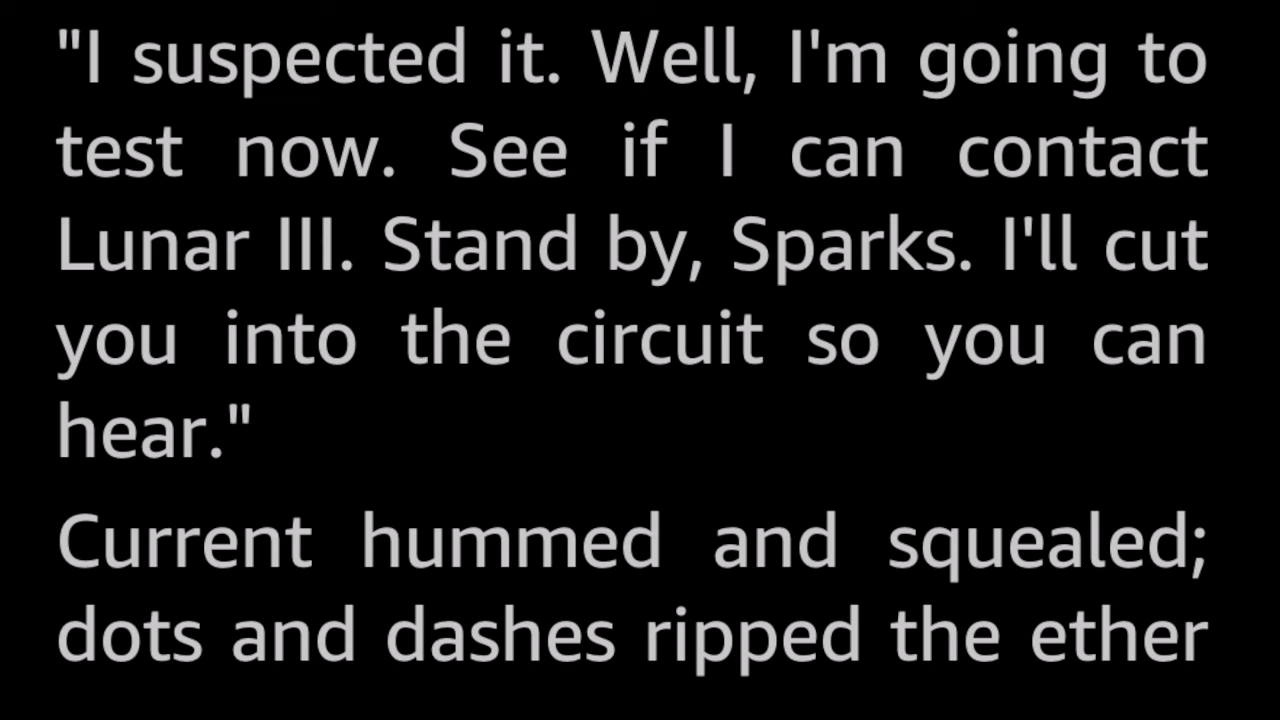 "I suspected it. Well, I'm going to
test now. See if I can contact
Lunar III. Stand by, Sparks. I'll cut
you into the circuit so you can
hear."
Current hummed and squealed;
dots and dashes ripped the ether